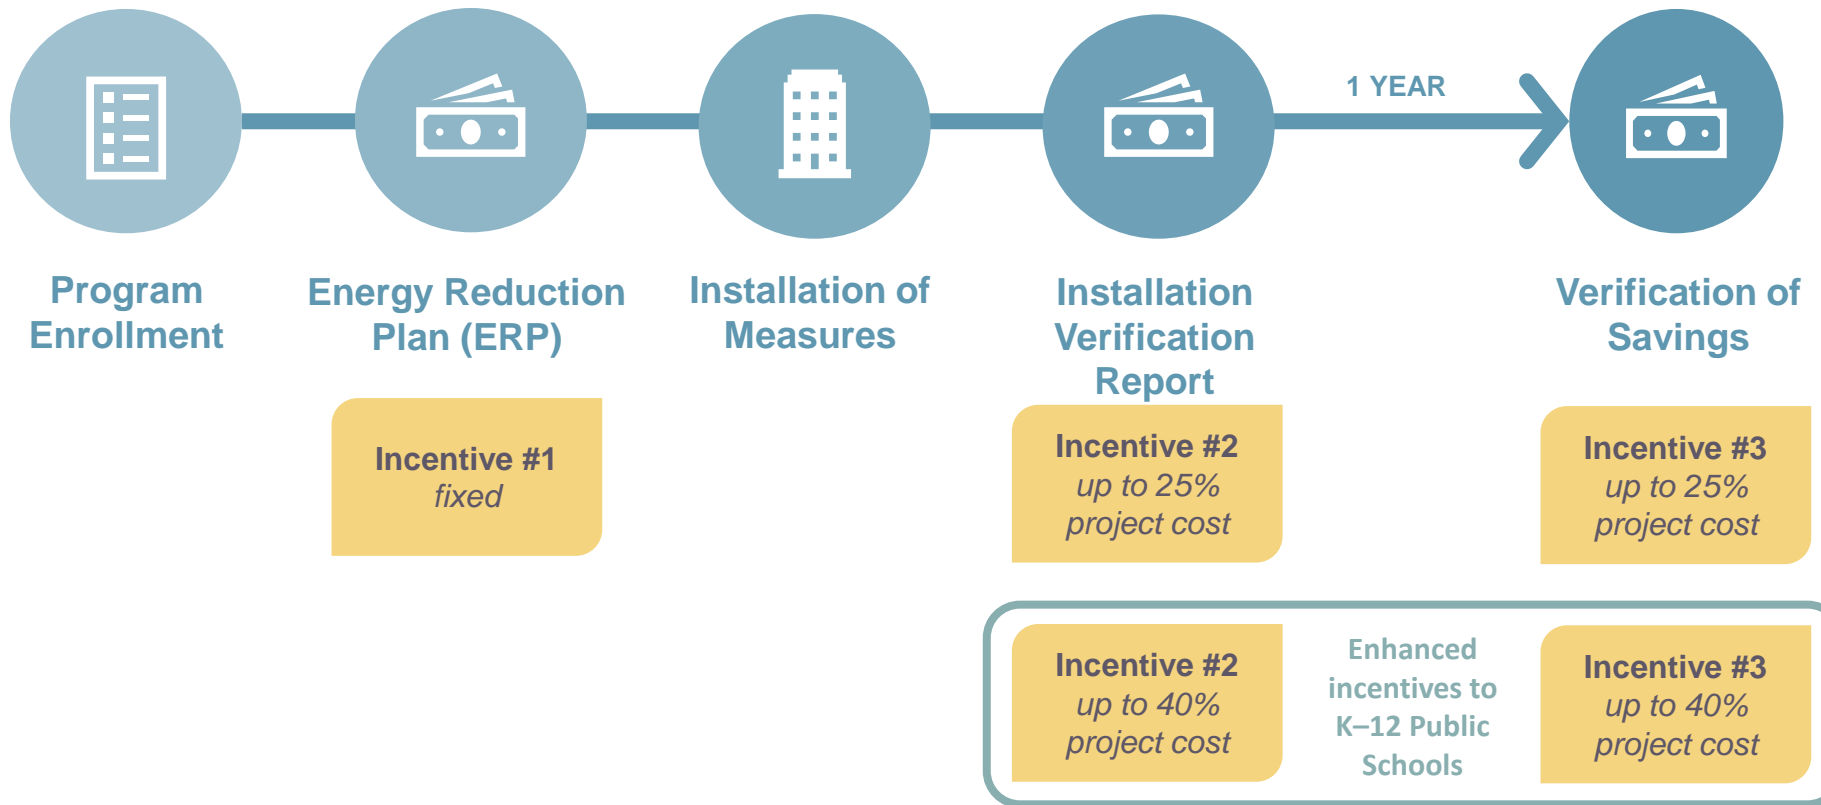 1 YEAR
Program
Enrollment
Energy Reduction
Plan (ERP)
Installation of
Measures
Installation
Verification
Report
Verification of
Savings
Incentive #1
fixed
Incentive #2
up to 25%
project cost
Incentive #3
up to 25%
project cost
Incentive #2
up to 40%
project cost
Enhanced
incentives to
K–12 Public
Schools
Incentive #3
up to 40%
project cost